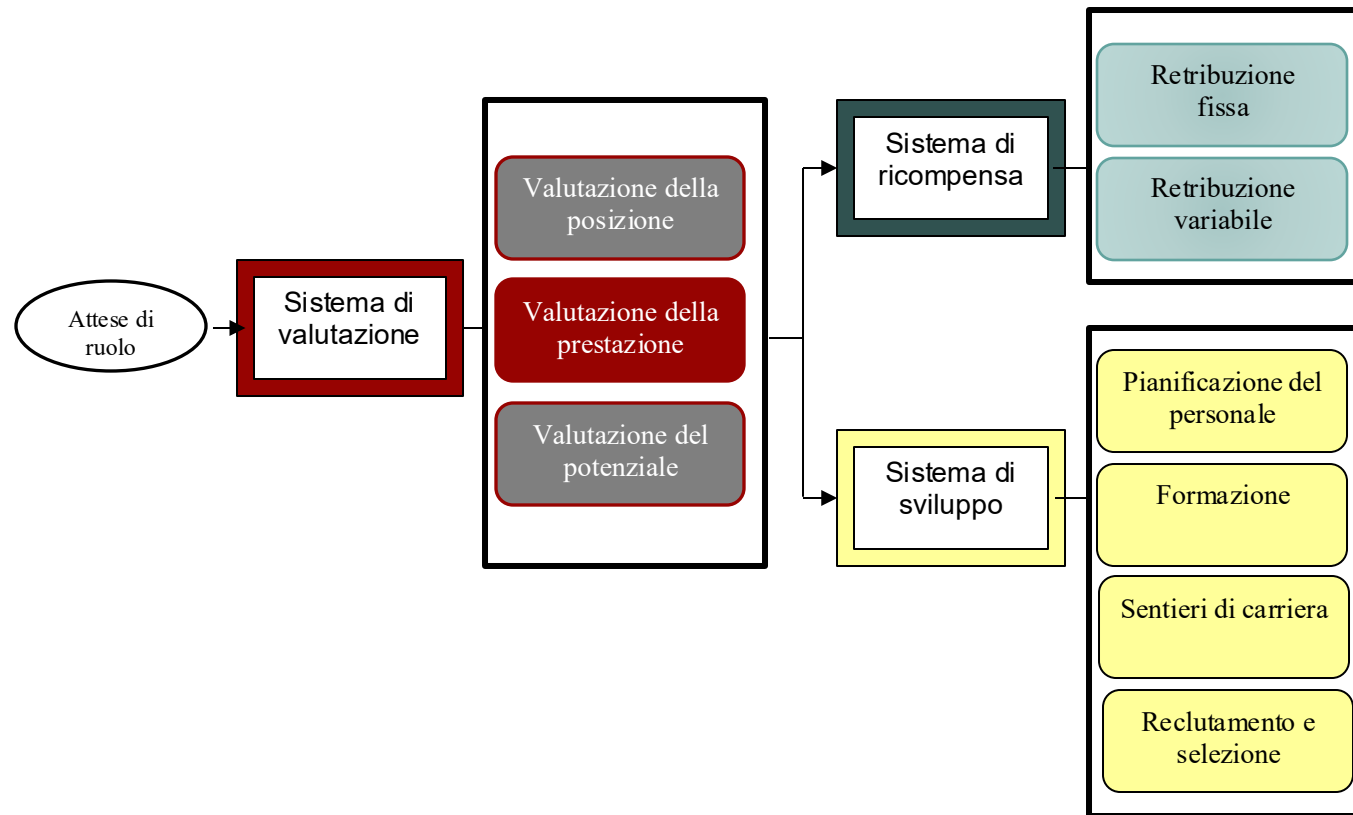 Attese di
ruolo
Sistema di
valutazione
Valutazione della
posizione
Valutazione della
prestazione
Valutazione del
potenziale
Sistema di
ricompensa
Retribuzione
fissa
Retribuzione
variabile
Sistema di
sviluppo
Pianificazione del
personale
Formazione
Sentieri di carriera
Reclutamento e
selezione